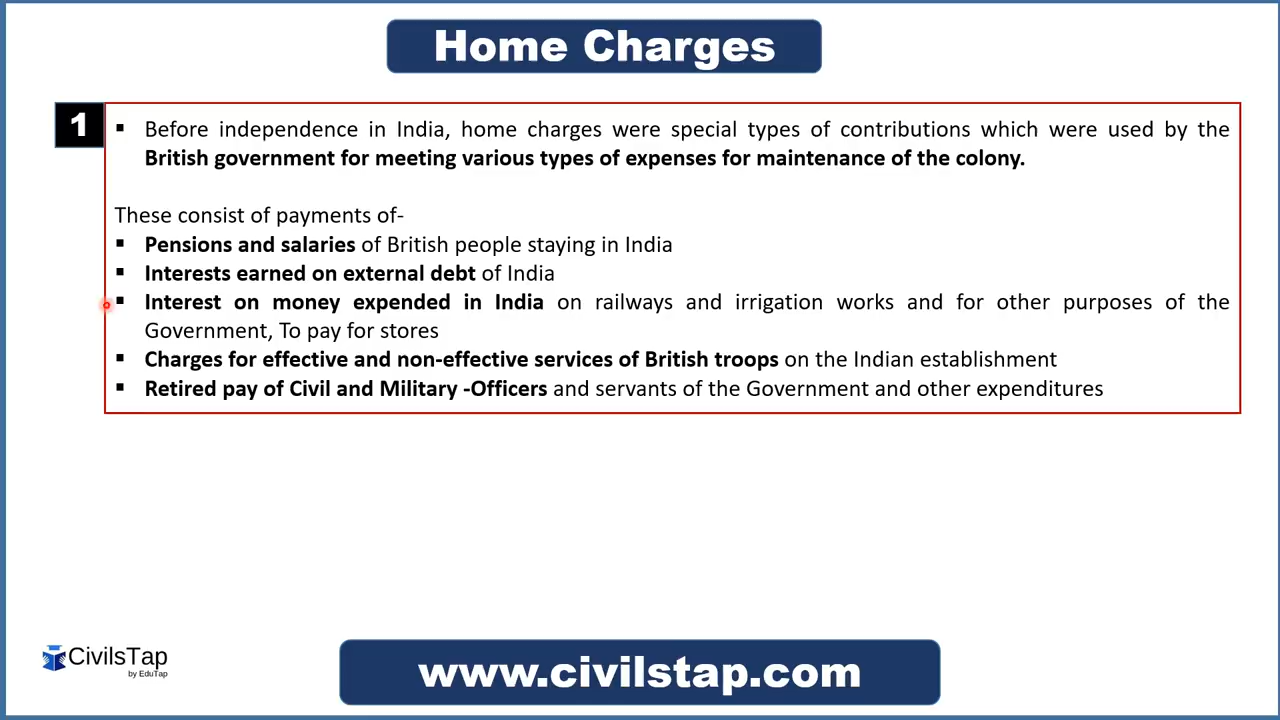 Home Charges
1
▪ Before independence in India, home charges were special types of contributions which were used by the
British government for meeting various types of expenses for maintenance of the colony.
These consist of payments of-
▪ Pensions and salaries of British people staying in India
▪ Interests earned on external debt of India
▪ Interest on money expended in India on railways and irrigation works and for other purposes of the
Government, To pay for stores
▪ Charges for effective and non-effective services of British troops on the Indian establishment
▪ Retired pay of Civil and Military -Officers and servants of the Government and other expenditures
CivilsTap
by EduTap
www.civilstap.com